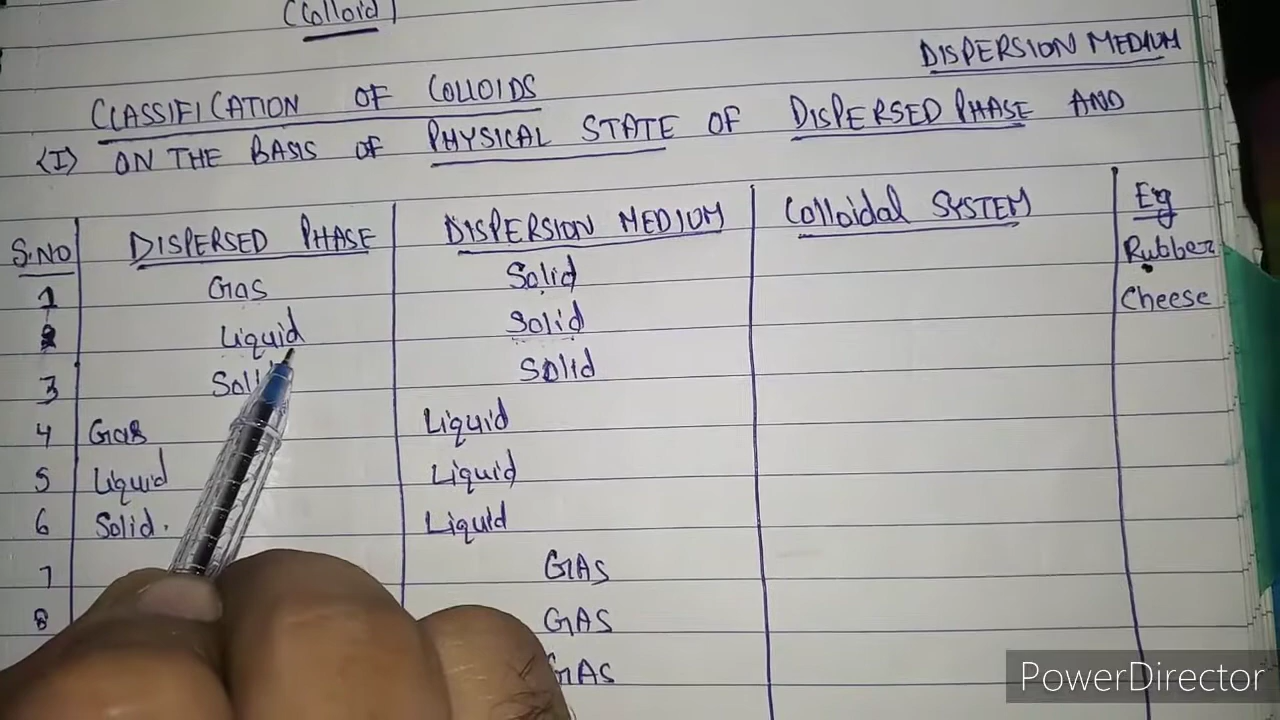 (Colloid)
DISPERSION MEDIUM
CLASSIFICATION OF COLLOIDS
(I) ON THE BASIS OF PHYSICAL STATE OF DISPERSED PHASE AND
S.NO DISPERSED PHASE DISPERSION MEDIUM Colloidal SYSTEM Eg
1 Gas Solid Rubber
2 Liquid Solid Cheese
3 Solid
4 Gas Liquid
5 Liquid Liquid
6 Solid. Liquid
7 GAS
8 GAS
GAS
PowerDirector